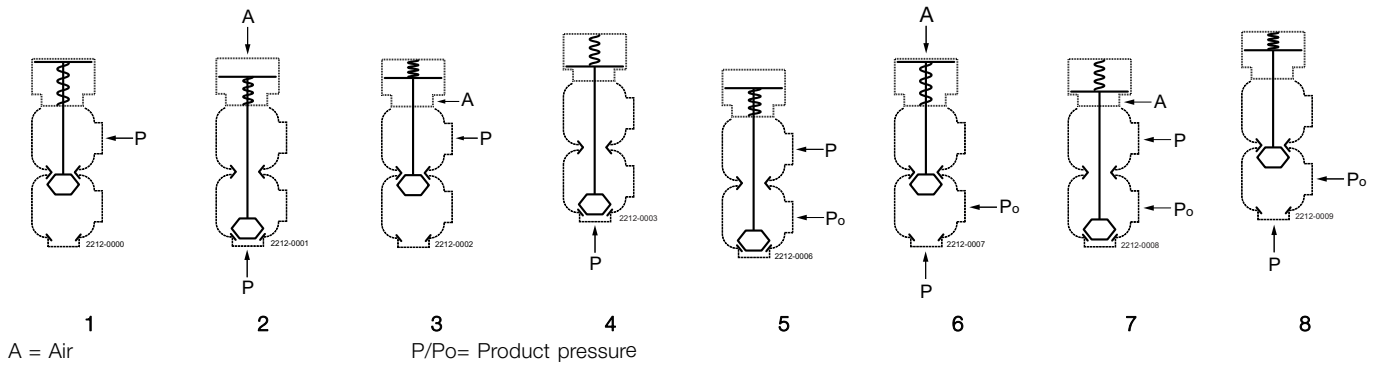 A
A
P
A
P
P
Po
Po
A
P
Po
Po
P
P
P
P
2212-0000
2212-0001
2212-0002
2212-0003
2212-0006
2212-0007
2212-0008
2212-0009
1 2 3 4 5 6 7 8
A = Air P/Po= Product pressure